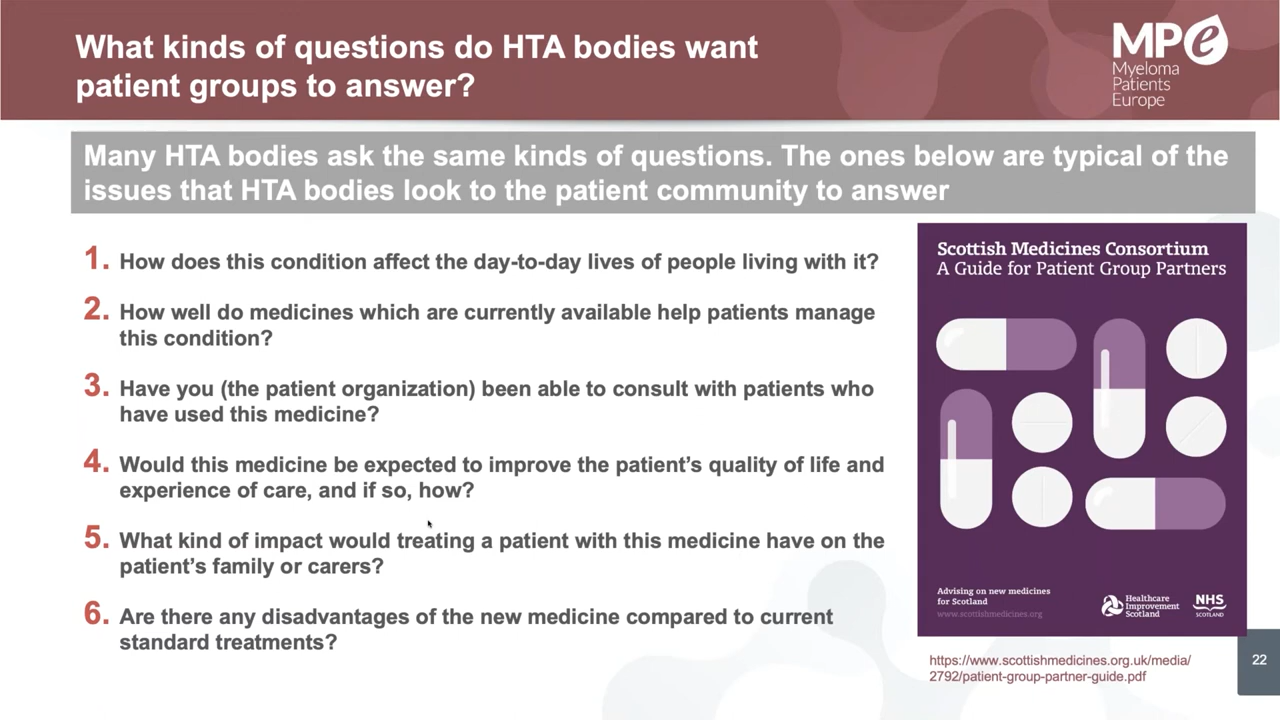 What kinds of questions do HTA bodies want
patient groups to answer?
MPe
Myeloma
Patients
Europe
Many HTA bodies ask the same kinds of questions. The ones below are typical of the
issues that HTA bodies look to the patient community to answer
1. How does this condition affect the day-to-day lives of people living with it?
2. How well do medicines which are currently available help patients manage
this condition?
3. Have you (the patient organization) been able to consult with patients who
have used this medicine?
4. Would this medicine be expected to improve the patient’s quality of life and
experience of care, and if so, how?
5. What kind of impact would treating a patient with this medicine have on the
patient’s family or carers?
6. Are there any disadvantages of the new medicine compared to current
standard treatments?
Scottish Medicines Consortium
A Guide for Patient Group Partners
Advising on new medicines
for Scotland
www.scottishmedicines.org
Healthcare
Improvement
Scotland
NHS
SCOTLAND
https://www.scottishmedicines.org.uk/media/
2792/patient-group-partner-guide.pdf
22